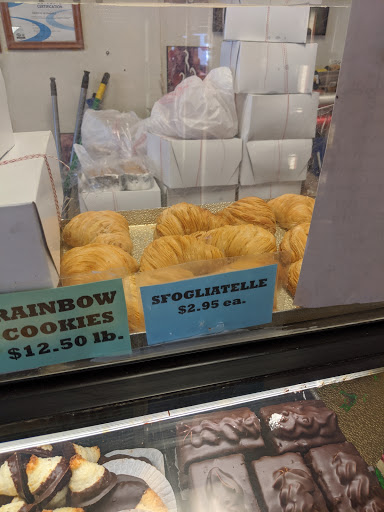 RAINBOW
COOKIES
$12.50 lb.
SFOGLIATELLE
$2.95 ea.